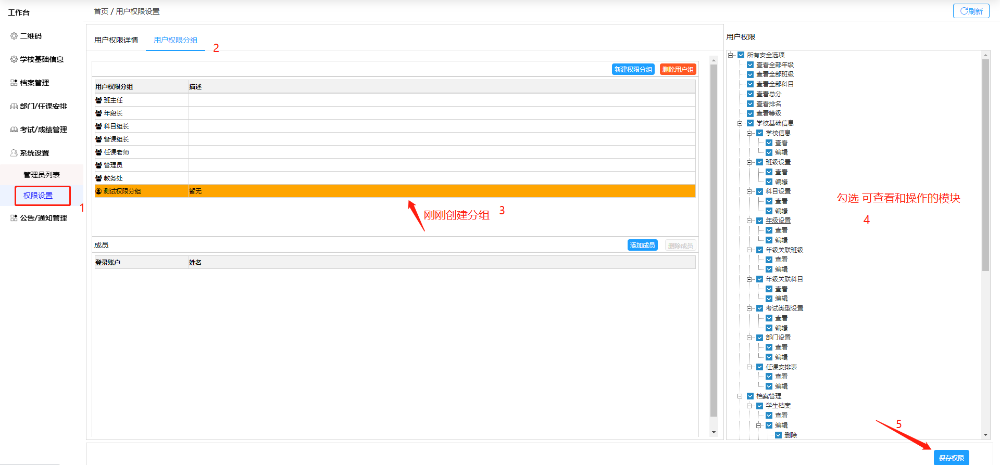 工作台
二维码
学校基础信息
档案管理
部门/任课安排
考试/成绩管理
系统设置
管理员列表
权限设置
1
公告/通知管理
首页 / 用户权限设置
刷新
用户权限详情
用户权限分组
2
新建权限分组
删除用户组
用户权限分组 描述
班主任
年段长
科目组长
备课组长
任课老师
管理员
教务处
测试权限分组 暂无
刚刚创建分组
3
成员
添加成员
删除成员
登录账户 姓名
用户权限
所有安全选项
查看全部年级
查看全部班级
查看全部科目
查看总分
查看排名
查看等级
学校基础信息
学校信息
查看
编辑
班级设置
查看
编辑
科目设置
查看
编辑
年级设置
查看
编辑
年级关联班级
查看
编辑
年级关联科目
查看
编辑
考试类型设置
查看
编辑
部门设置
查看
编辑
任课安排表
查看
编辑
档案管理
学生档案
查看
编辑
删除
勾选 可查看和操作的模块
4
5
保存权限